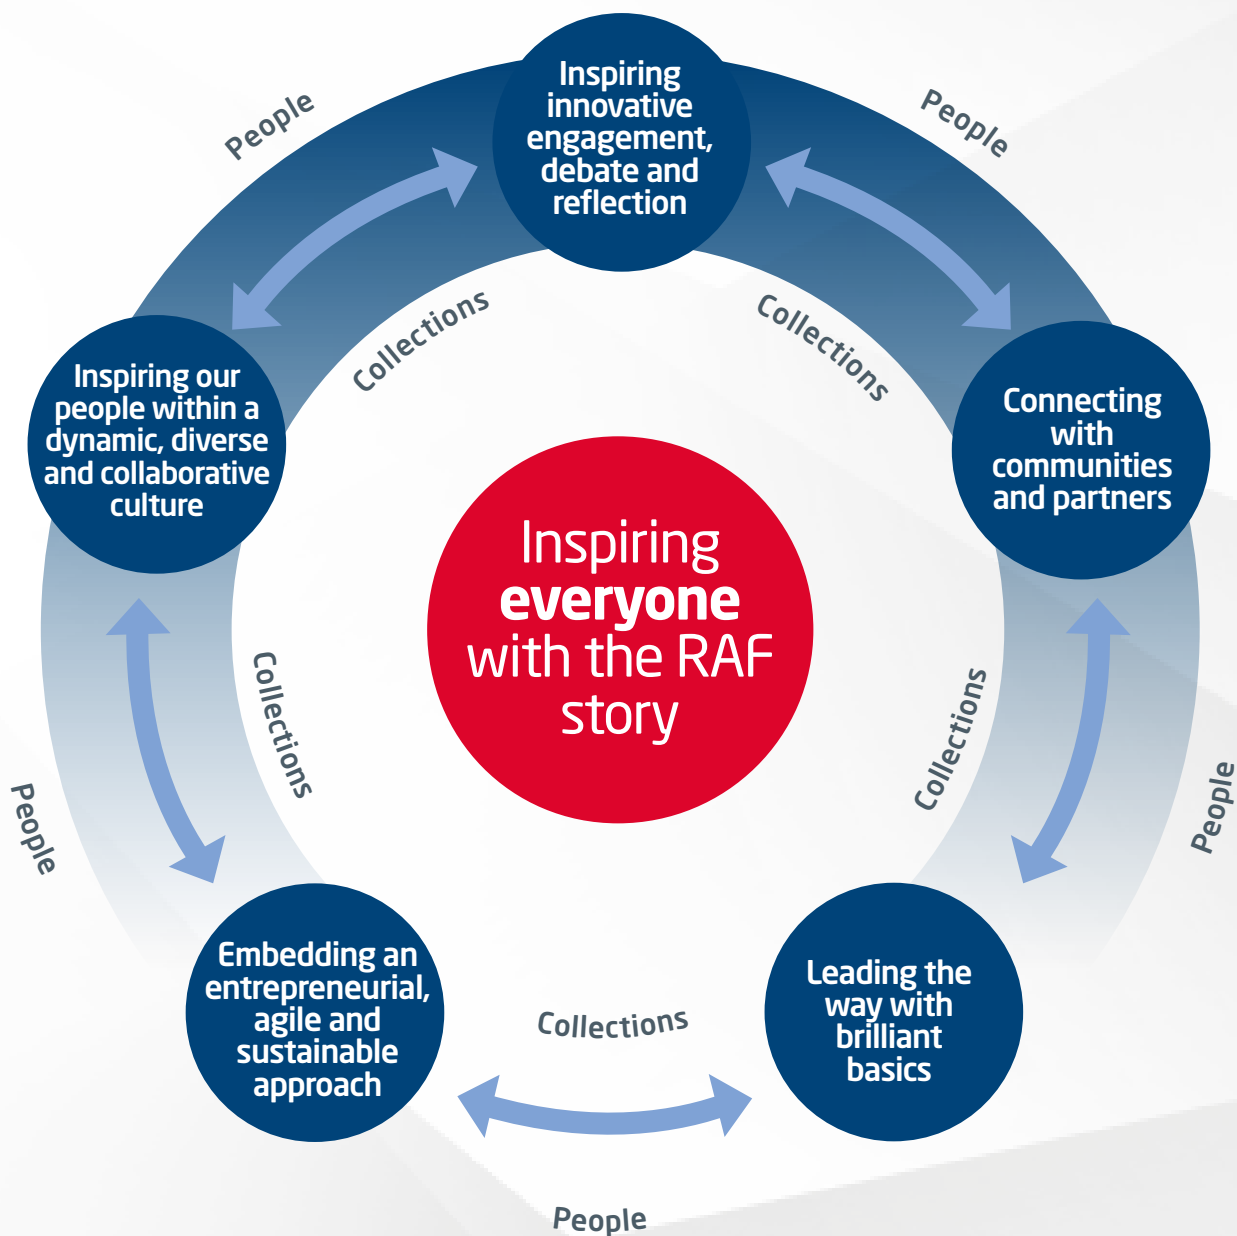 Inspiring
innovative
engagement,
debate and
reflection
People
People
Collections
Collections
Inspiring our
people within a
dynamic, diverse
and collaborative
culture
Connecting
with
communities
and partners
Inspiring
everyone
with the RAF
story
Collections
Collections
People
People
Embedding an
entrepreneurial,
agile and
sustainable
approach
Leading the
way with
brilliant
basics
Collections
People